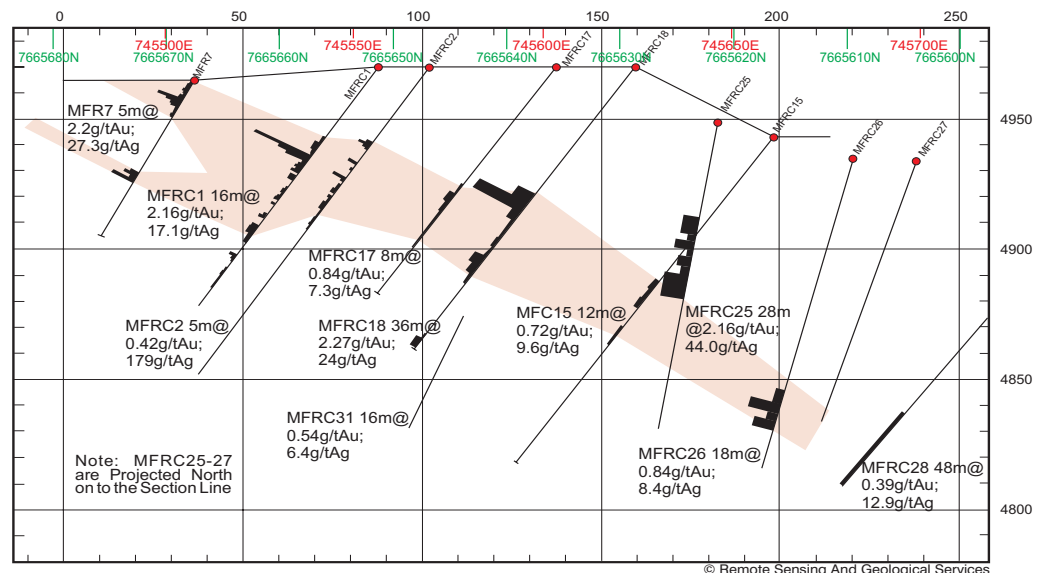 0 50 100 150 200 250
745500E 745550E 745600E 745650E 745700E
7665680N 7665670N 7665660N 7665650N 7665640N 7665630N 7665620N 7665610N 7665600N
MFR7
MFRC1
MFRC2
MFRC17
MFRC18
MFRC25
MFRC15
MFRC26
MFRC27
4950
4900
4850
4800
MFR7 5m@
2.2g/tAu;
27.3g/tAg
MFRC1 16m@
2.16g/tAu;
17.1g/tAg
MFRC2 5m@
0.42g/tAu;
179g/tAg
MFRC17 8m@
0.84g/tAu;
7.3g/tAg
MFRC18 36m@
2.27g/tAu;
24g/tAg
MFRC31 16m@
0.54g/tAu;
6.4g/tAg
MFC15 12m@
0.72g/tAu;
9.6g/tAg
MFRC25 28m
@2.16g/tAu;
44.0g/tAg
MFRC26 18m@
0.84g/tAu;
8.4g/tAg
MFRC28 48m@
0.39g/tAu;
12.9g/tAg
Note: MFRC25-27
are Projected North
on to the Section Line
© Remote Sensing And Geological Services